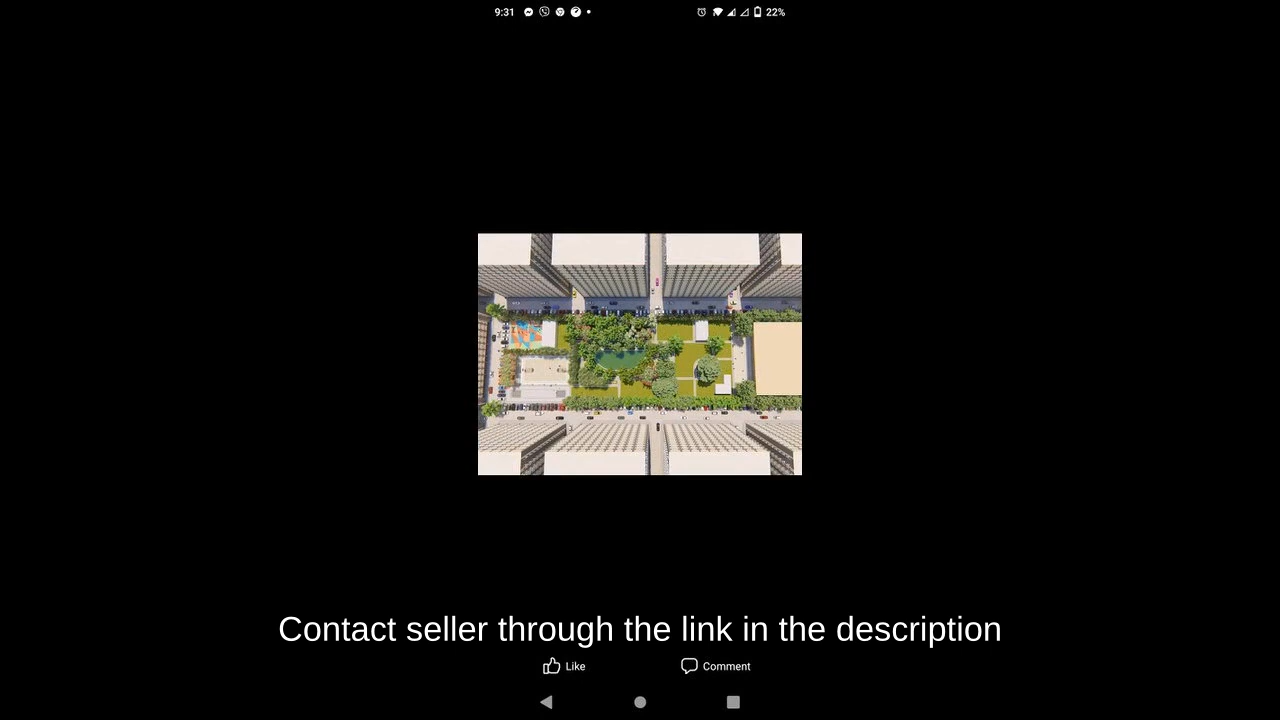 9:31
22%
Contact seller through the link in the description
Like
Comment